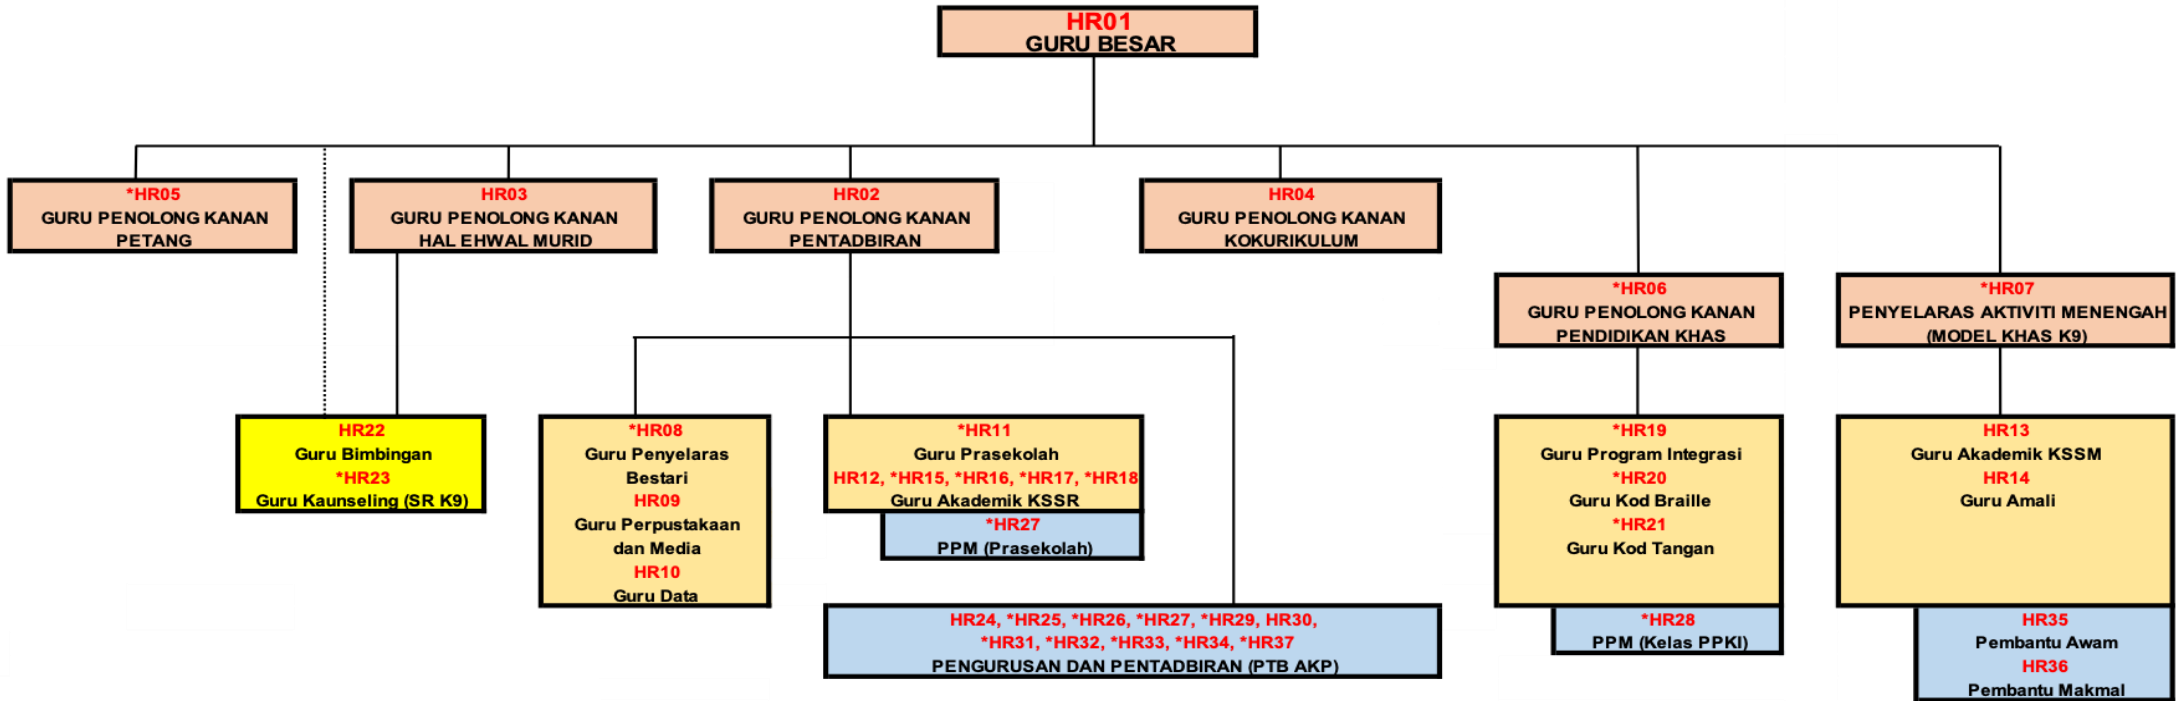 HR01
GURU BESAR
*HR05
GURU PENOLONG KANAN
PETANG
HR03
GURU PENOLONG KANAN
HAL EHWAL MURID
HR02
GURU PENOLONG KANAN
PENTADBIRAN
HR04
GURU PENOLONG KANAN
KOKURIKULUM
*HR06
GURU PENOLONG KANAN
PENDIDIKAN KHAS
*HR07
PENYELARAS AKTIVITI MENENGAH
(MODEL KHAS K9)
HR22
Guru Bimbingan
*HR23
Guru Kaunseling (SR K9)
*HR08
Guru Penyelaras
Bestari
HR09
Guru Perpustakaan
dan Media
HR10
Guru Data
*HR11
Guru Prasekolah
HR12, *HR15, *HR16, *HR17, *HR18
Guru Akademik KSSR
*HR27
PPM (Prasekolah)
HR24, *HR25, *HR26, *HR27, *HR29, HR30,
*HR31, *HR32, *HR33, *HR34, *HR37
PENGURUSAN DAN PENTADBIRAN (PTB AKP)
*HR19
Guru Program Integrasi
*HR20
Guru Kod Braille
*HR21
Guru Kod Tangan
*HR28
PPM (Kelas PPKI)
HR13
Guru Akademik KSSM
HR14
Guru Amali
HR35
Pembantu Awam
HR36
Pembantu Makmal